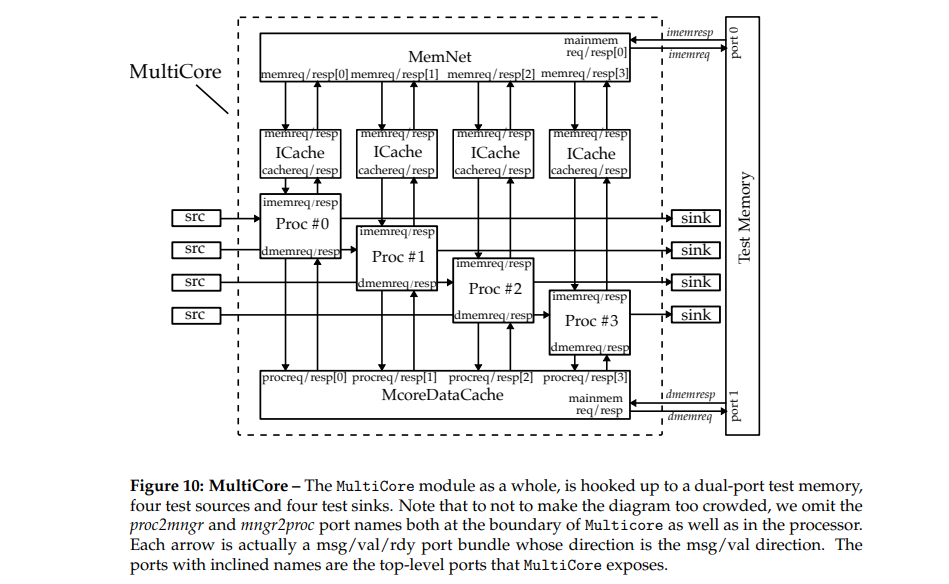 imemresp
mainmem
req/resp[0]
port 0
MemNet
imemreq
MultiCore
memreq/resp[0] memreq/resp[1] memreq/resp[2] memreq/resp[3]
memreq/resp memreq/resp memreq/resp memreq/resp
ICache ICache ICache ICache
cachereq/resp cachereq/resp cachereq/resp cachereq/resp
imemreq/resp
src Proc #0 sink
imemreq/resp
src dmemreq/resp sink
Proc #1
imemreq/resp
src dmemreq/resp Proc #2 sink
imemreq/resp
src dmemreq/resp Proc #3 sink
dmemreq/resp
Test Memory
procreq/resp[0] procreq/resp[1] procreq/resp[2] procreq/resp[3]
McoreDataCache
mainmem
req/resp
dmemresp
dmemreq
port 1
Figure 10: MultiCore – The MultiCore module as a whole, is hooked up to a dual-port test memory,
four test sources and four test sinks. Note that to not to make the diagram too crowded, we omit the
proc2mngr and mngr2proc port names both at the boundary of Multicore as well as in the processor.
Each arrow is actually a msg/val/rdy port bundle whose direction is the msg/val direction. The
ports with inclined names are the top-level ports that MultiCore exposes.